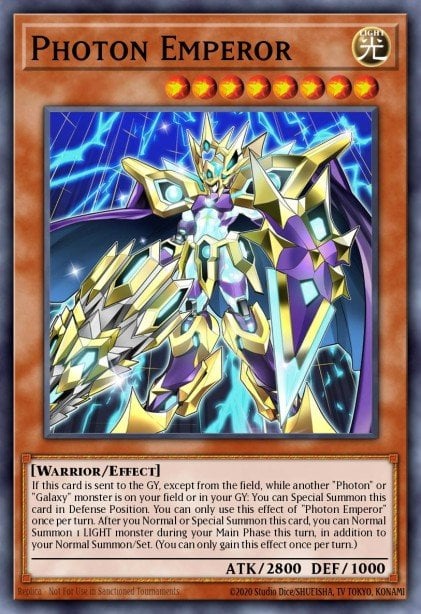 PHOTON EMPEROR
LIGHT
光
[WARRIOR/EFFECT]
If this card is sent to the GY, except from the field, while another "Photon" or
"Galaxy" monster is on your field or in your GY: You can Special Summon this
card in Defense Position. You can only use this effect of "Photon Emperor"
once per turn. After you Normal or Special Summon this card, you can Normal
Summon 1 LIGHT monster during your Main Phase this turn, in addition to
your Normal Summon/Set. (You can only gain this effect once per turn.)
ATK/2800 DEF/1000
Replica - Not For Use in Sanctioned Tournaments
©2020 Studio Dice/SHUEISHA, TV TOKYO, KONAMI